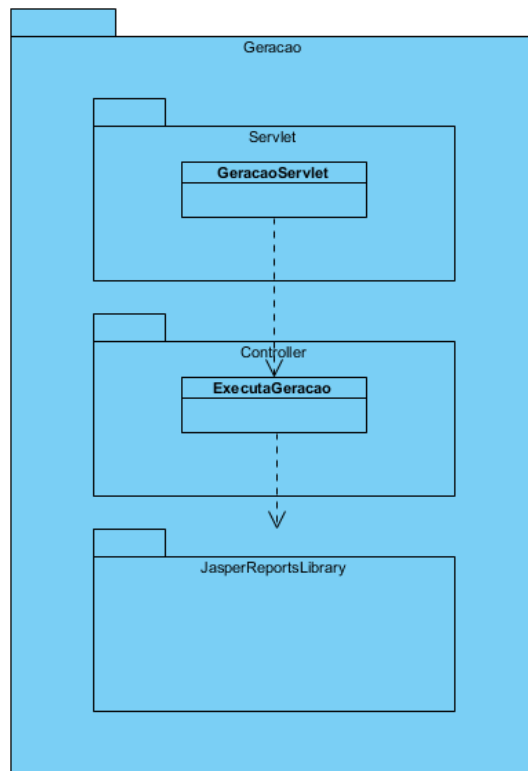 Geracao
Servlet
GeracaoServlet
Controller
ExecutaGeracao
JasperReportsLibrary